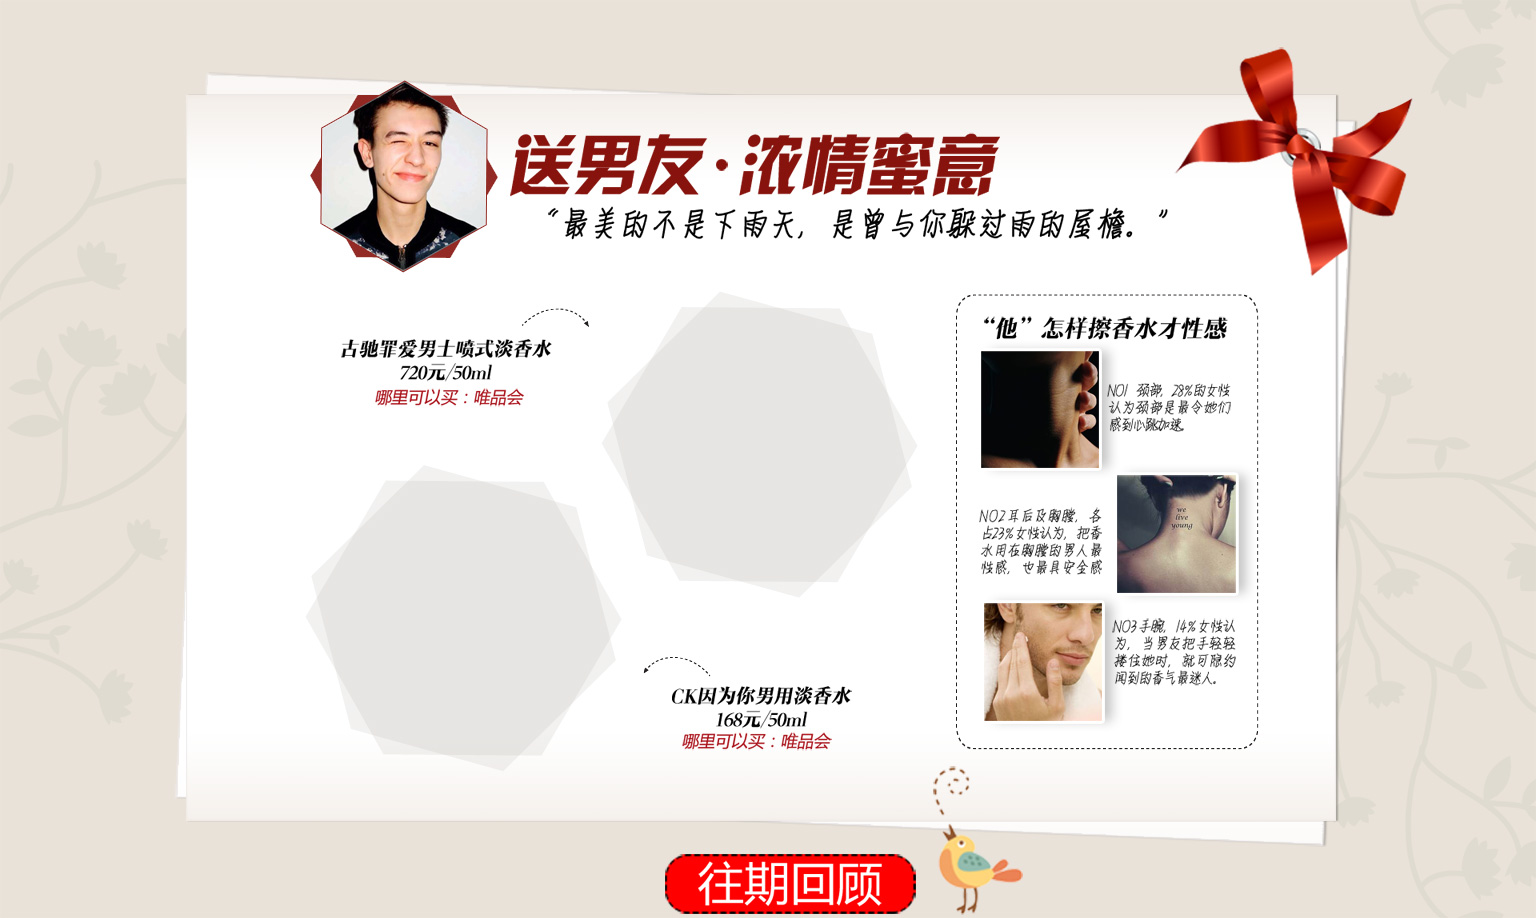 送男友·浓情蜜意
“最美的不是下雨天，是曾与你躲过雨的屋檐。”
古驰罪爱男士喷式淡香水
720元/50ml
哪里可以买：唯品会
CK因为你男用淡香水
168元/50ml
哪里可以买：唯品会
“他”怎样擦香水才性感
NO1 颈部，28%的女性
认为颈部是最令她们
感到心跳加速。
we
live
young
NO2耳后及胸膛，各
占23%女性认为，把香
水用在胸膛的男人最
性感，也最具安全感
NO3手腕，14%女性认
为，当男友把手轻轻
搂住她时，就可隐约
闻到的香气最迷人。
往期回顾